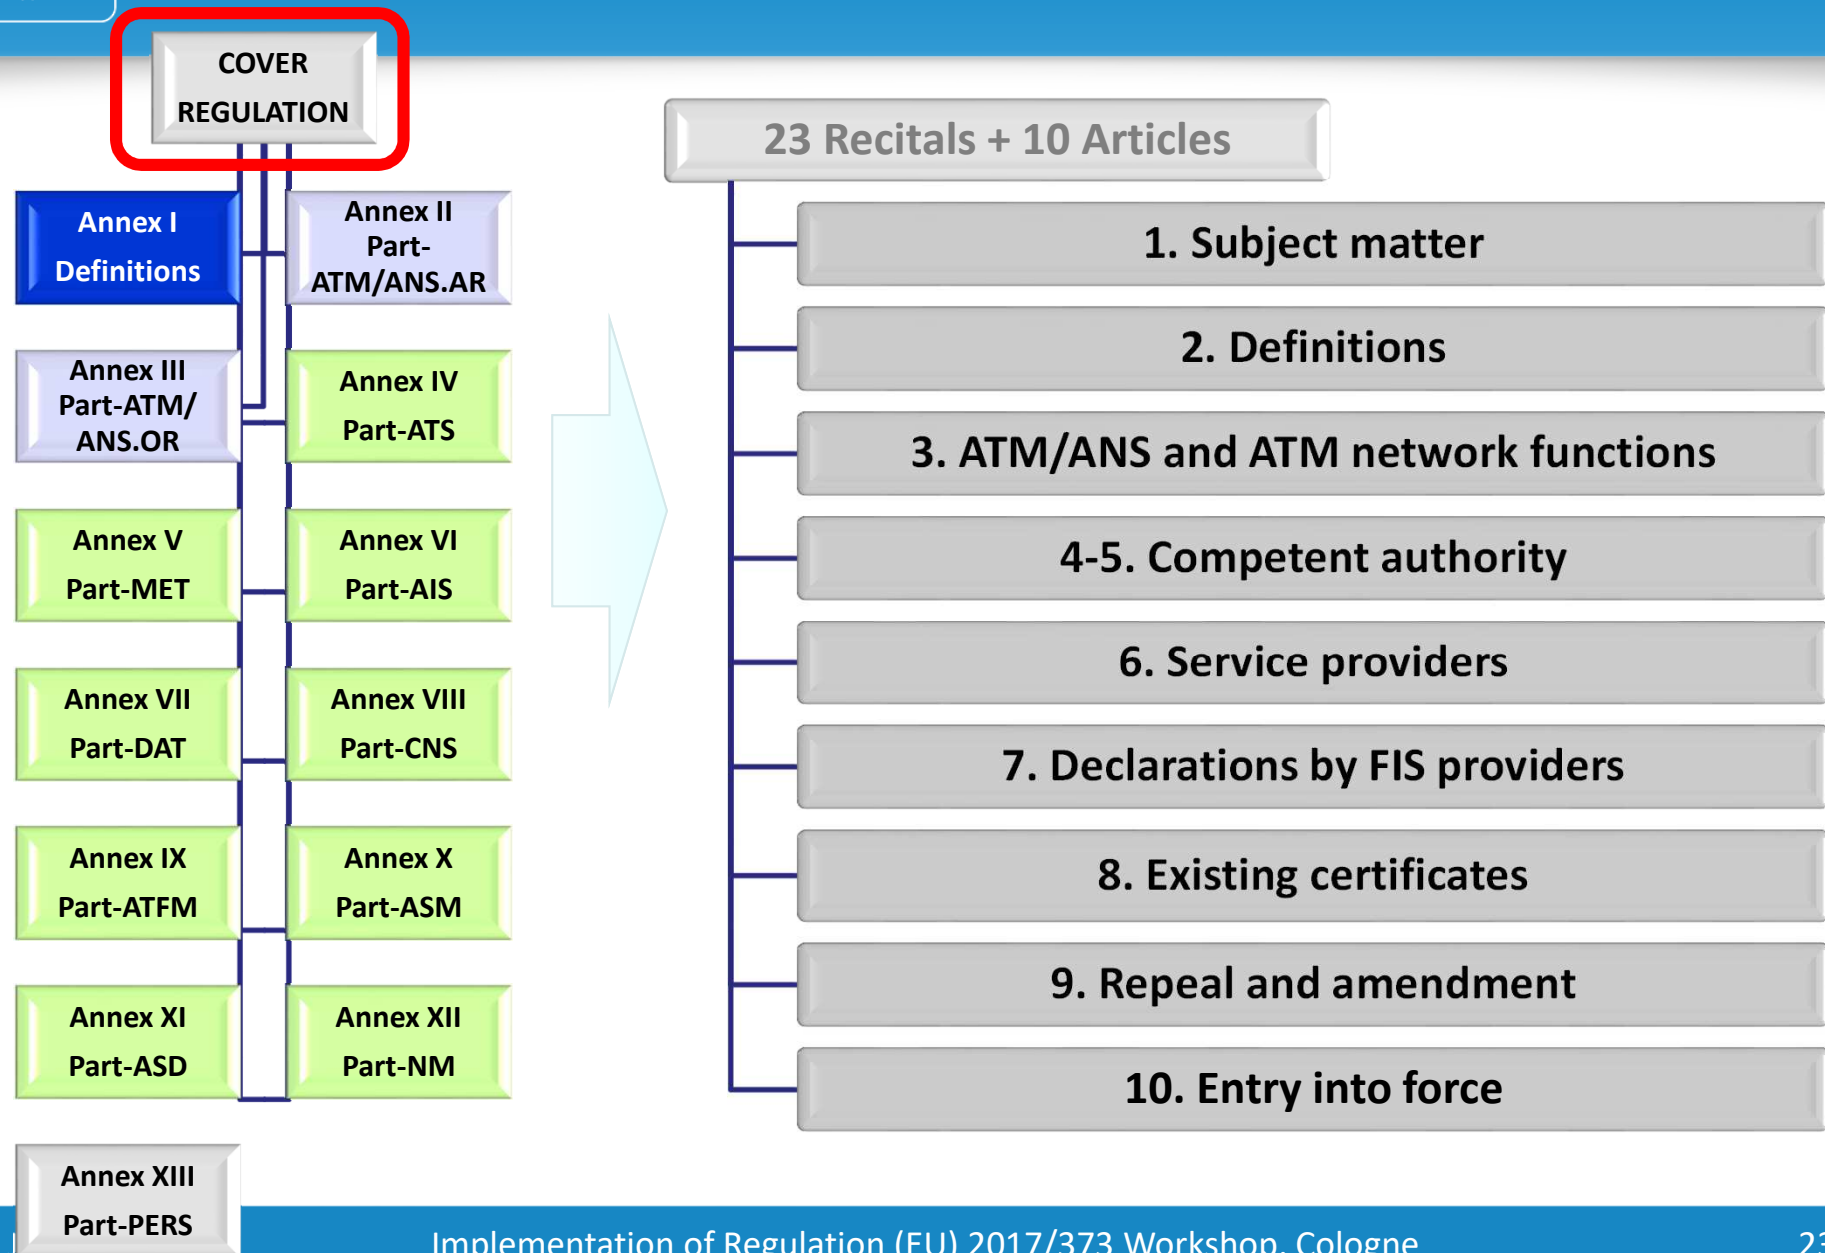 COVER
REGULATION
Annex I
Definitions
Annex II
Part-
ATM/ANS.AR
Annex III
Part-ATM/
ANS.OR
Annex IV
Part-ATS
Annex V
Part-MET
Annex VI
Part-AIS
Annex VII
Part-DAT
Annex VIII
Part-CNS
Annex IX
Part-ATFM
Annex X
Part-ASM
Annex XI
Part-ASD
Annex XII
Part-NM
Annex XIII
Part-PERS
23 Recitals + 10 Articles
1. Subject matter
2. Definitions
3. ATM/ANS and ATM network functions
4-5. Competent authority
6. Service providers
7. Declarations by FIS providers
8. Existing certificates
9. Repeal and amendment
10. Entry into force
Implementation of Regulation (EU) 2017/373 Workshop, Cologne
23